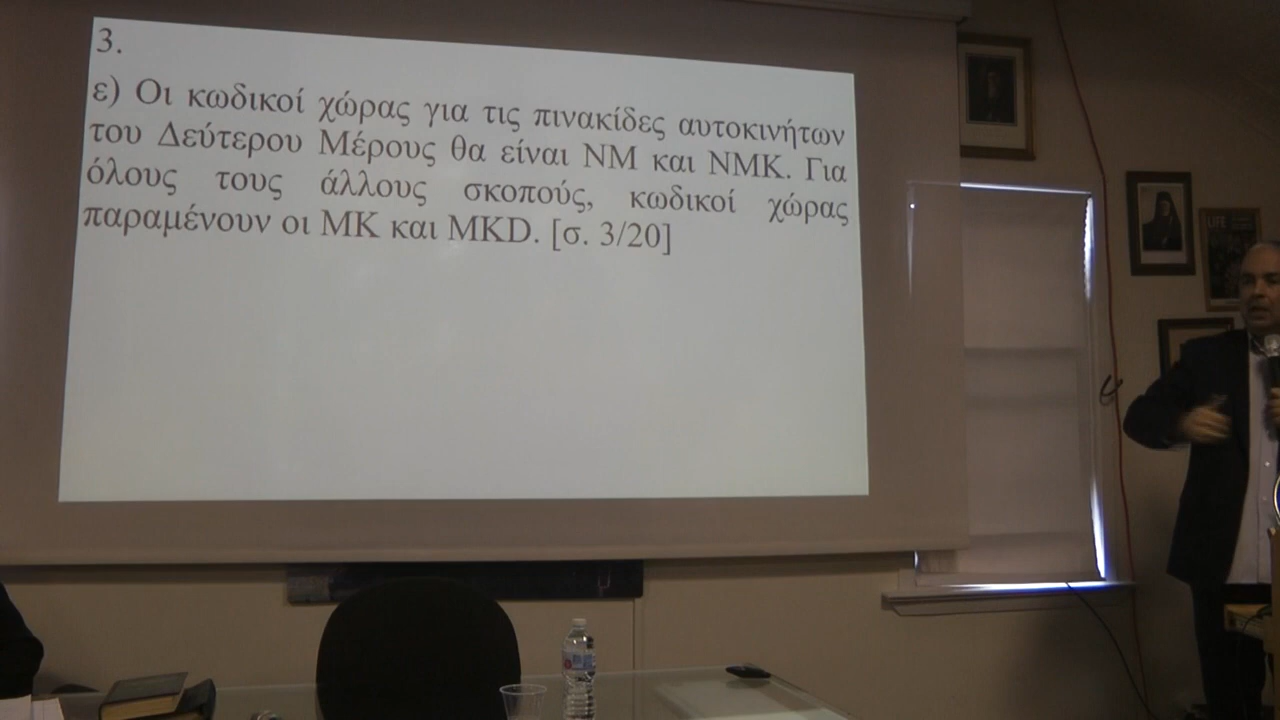 3.
ε) Οι κωδικοί χώρας για τις πινακίδες αυτοκινήτων
του Δεύτερου Μέρους θα είναι NM και NMK. Για
όλους τους άλλους σκοπούς, κωδικοί χώρας
παραμένουν οι MK και MKD. [σ. 3/20]
LIFE